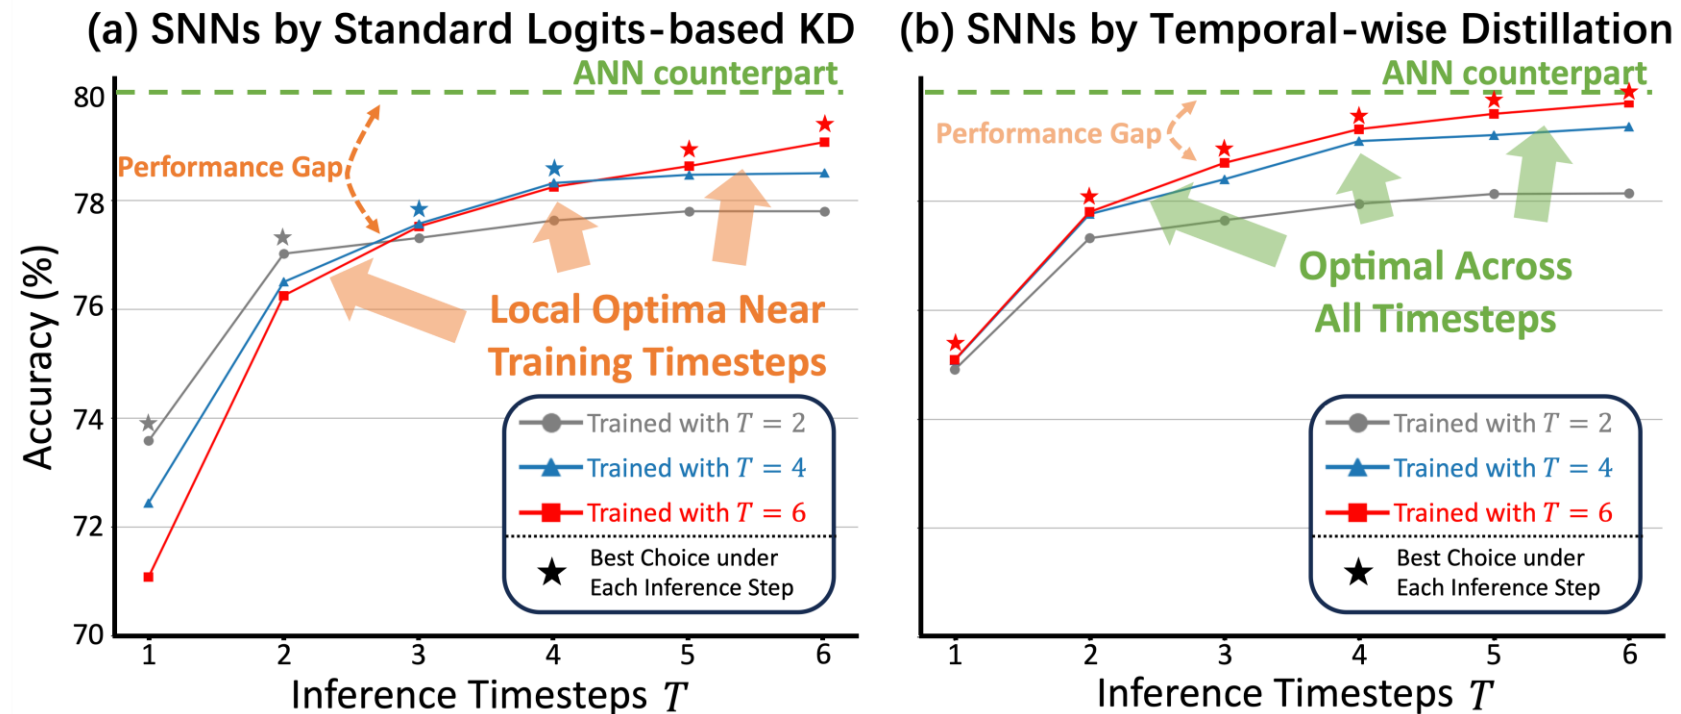 (a) SNNs by Standard Logits-based KD
ANN counterpart
80
78
76
74
72
70
Accuracy (%)
Performance Gap
Local Optima Near
Training Timesteps
Trained with T = 2
Trained with T = 4
Trained with T = 6
Best Choice under
Each Inference Step
1 2 3 4 5 6
Inference Timesteps T
(b) SNNs by Temporal-wise Distillation
ANN counterpart
Performance Gap
Optimal Across
All Timesteps
Trained with T = 2
Trained with T = 4
Trained with T = 6
Best Choice under
Each Inference Step
1 2 3 4 5 6
Inference Timesteps T